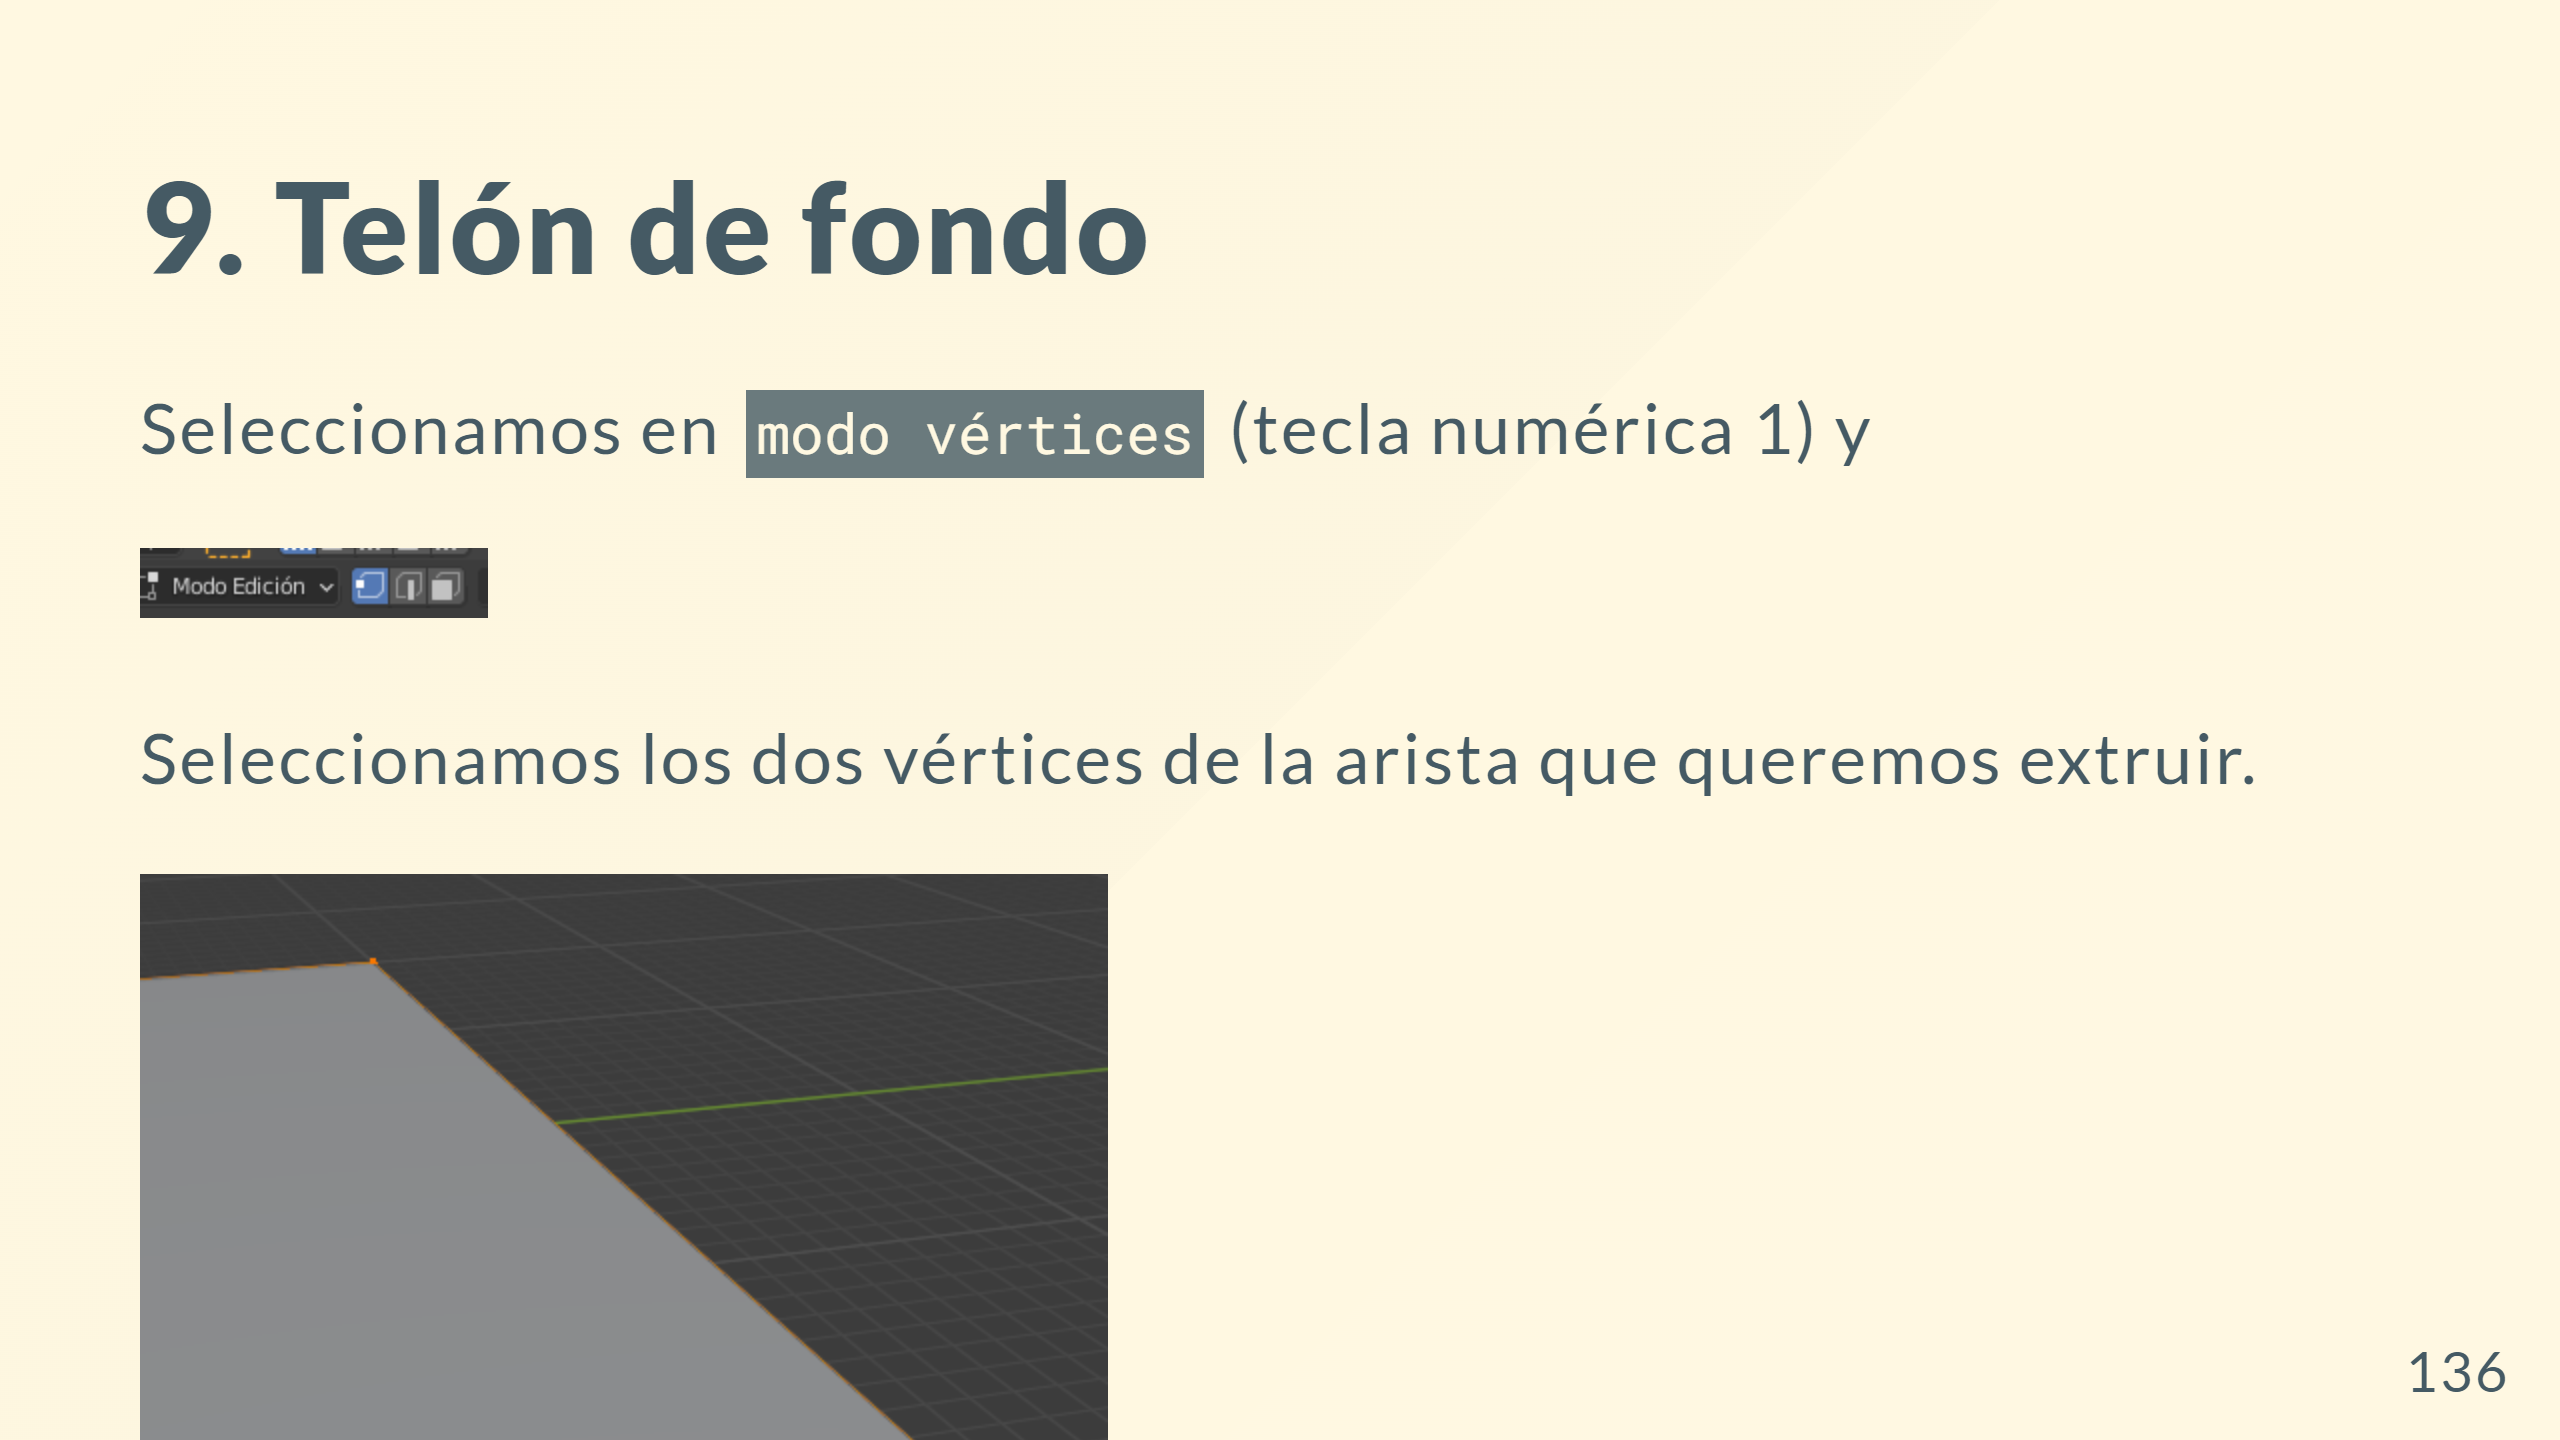 9. Telón de fondo
Seleccionamos en modo vértices (tecla numérica 1) y
Modo Edición
Seleccionamos los dos vértices de la arista que queremos extruir.
136